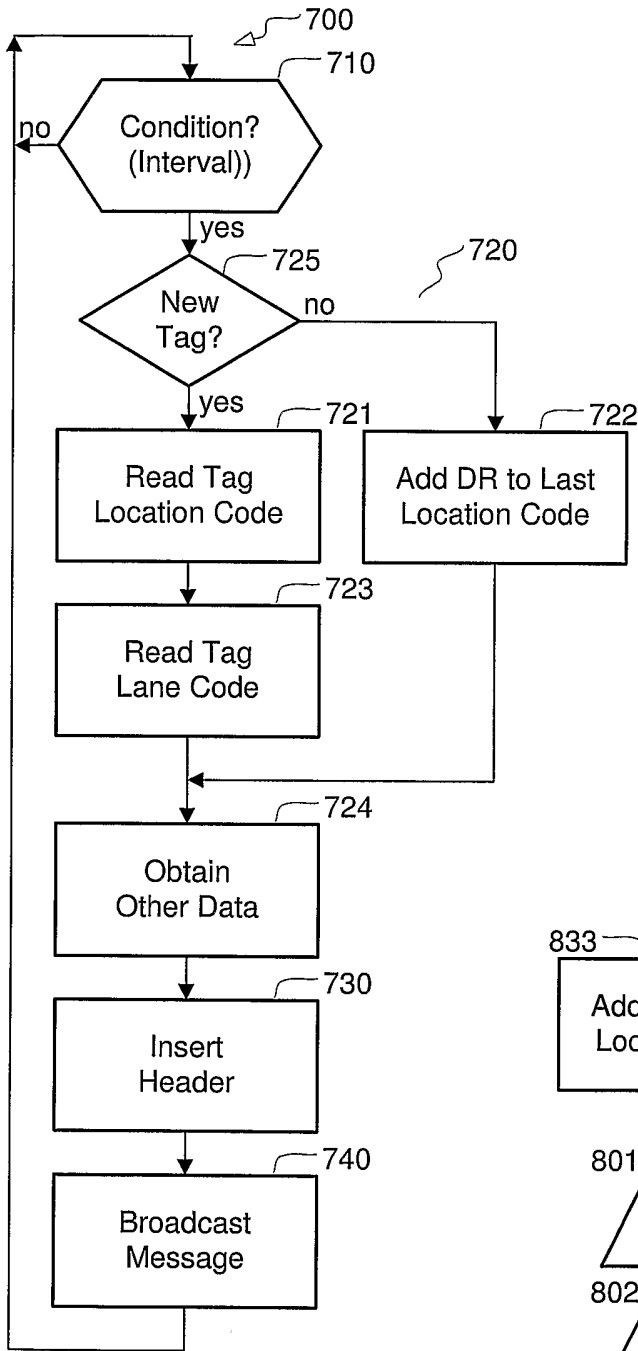 700
710
no
Condition?
(Interval))
yes
725
720
New
Tag?
no
yes
721
722
Read Tag
Location Code
Add DR to Last
Location Code
723
Read Tag
Lane Code
724
Obtain
Other Data
833
730
Insert
Header
740
801
Broadcast
Message
802